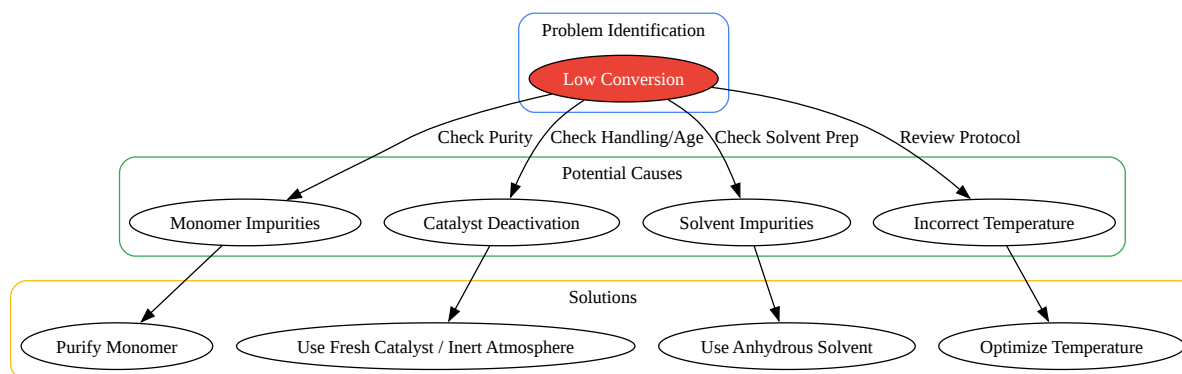 Problem Identification
Low Conversion
Check Purity
Check Handling/Age
Check Solvent Prep
Review Protocol
Potential Causes
Monomer Impurities
Catalyst Deactivation
Solvent Impurities
Incorrect Temperature
Solutions
Purify Monomer
Use Fresh Catalyst / Inert Atmosphere
Use Anhydrous Solvent
Optimize Temperature